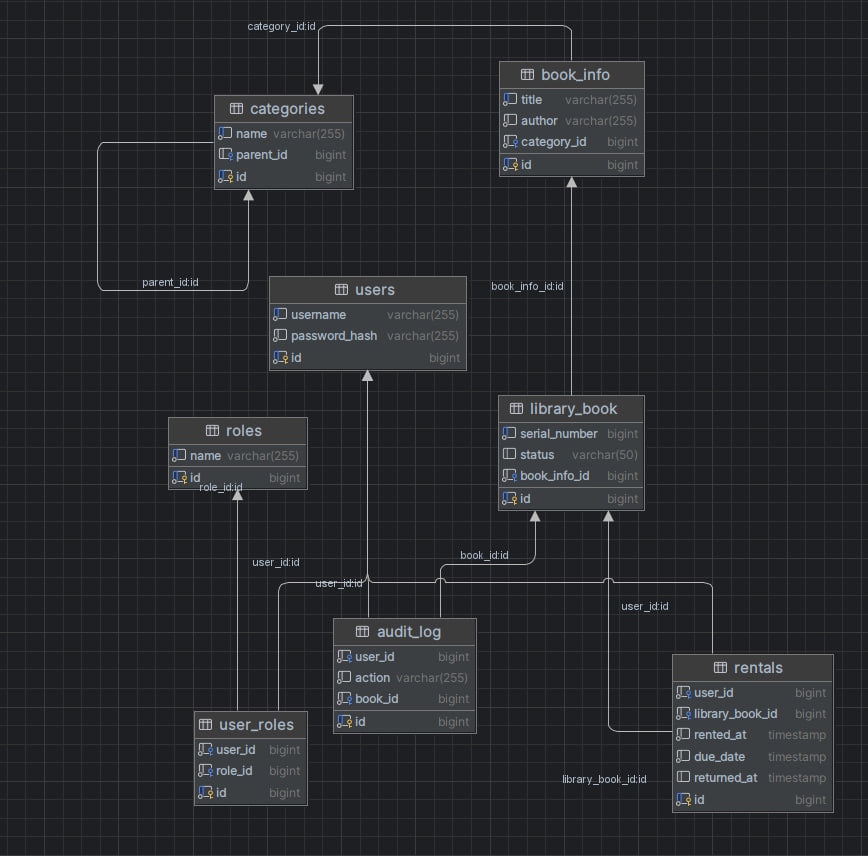 category_id:id
book_info
title varchar(255)
author varchar(255)
category_id bigint
id bigint
categories
name varchar(255)
parent_id bigint
id bigint
parent_id:id
users
username varchar(255)
password_hash varchar(255)
id bigint
book_info_id:id
library_book
serial_number bigint
status varchar(50)
book_info_id bigint
id bigint
roles
name varchar(255)
id bigint
role_id:id
book_id:id
user_id:id
user_id:id
user_id:id
audit_log
user_id bigint
action varchar(255)
book_id bigint
id bigint
rentals
user_id bigint
library_book_id bigint
rented_at timestamp
due_date timestamp
returned_at timestamp
id bigint
library_book_id:id
user_roles
user_id bigint
role_id bigint
id bigint